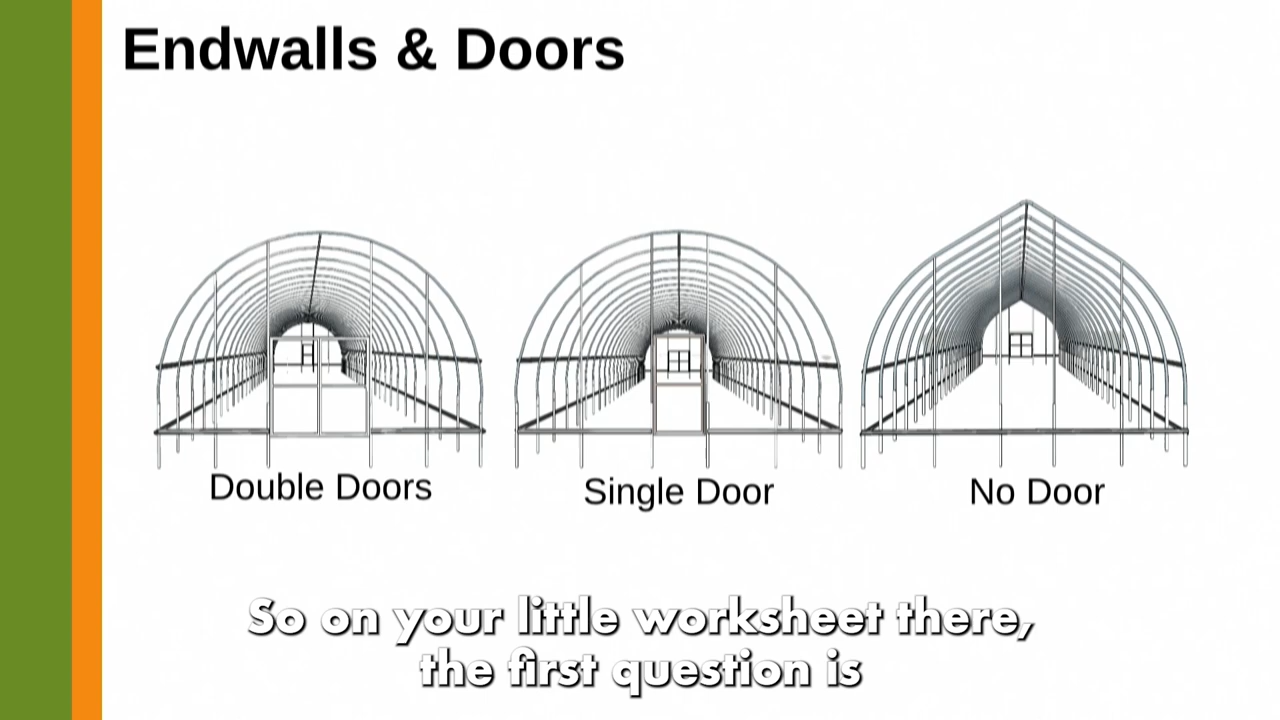 Endwalls & Doors
Double Doors
Single Door
No Door
So on your little worksheet there,
the first question is